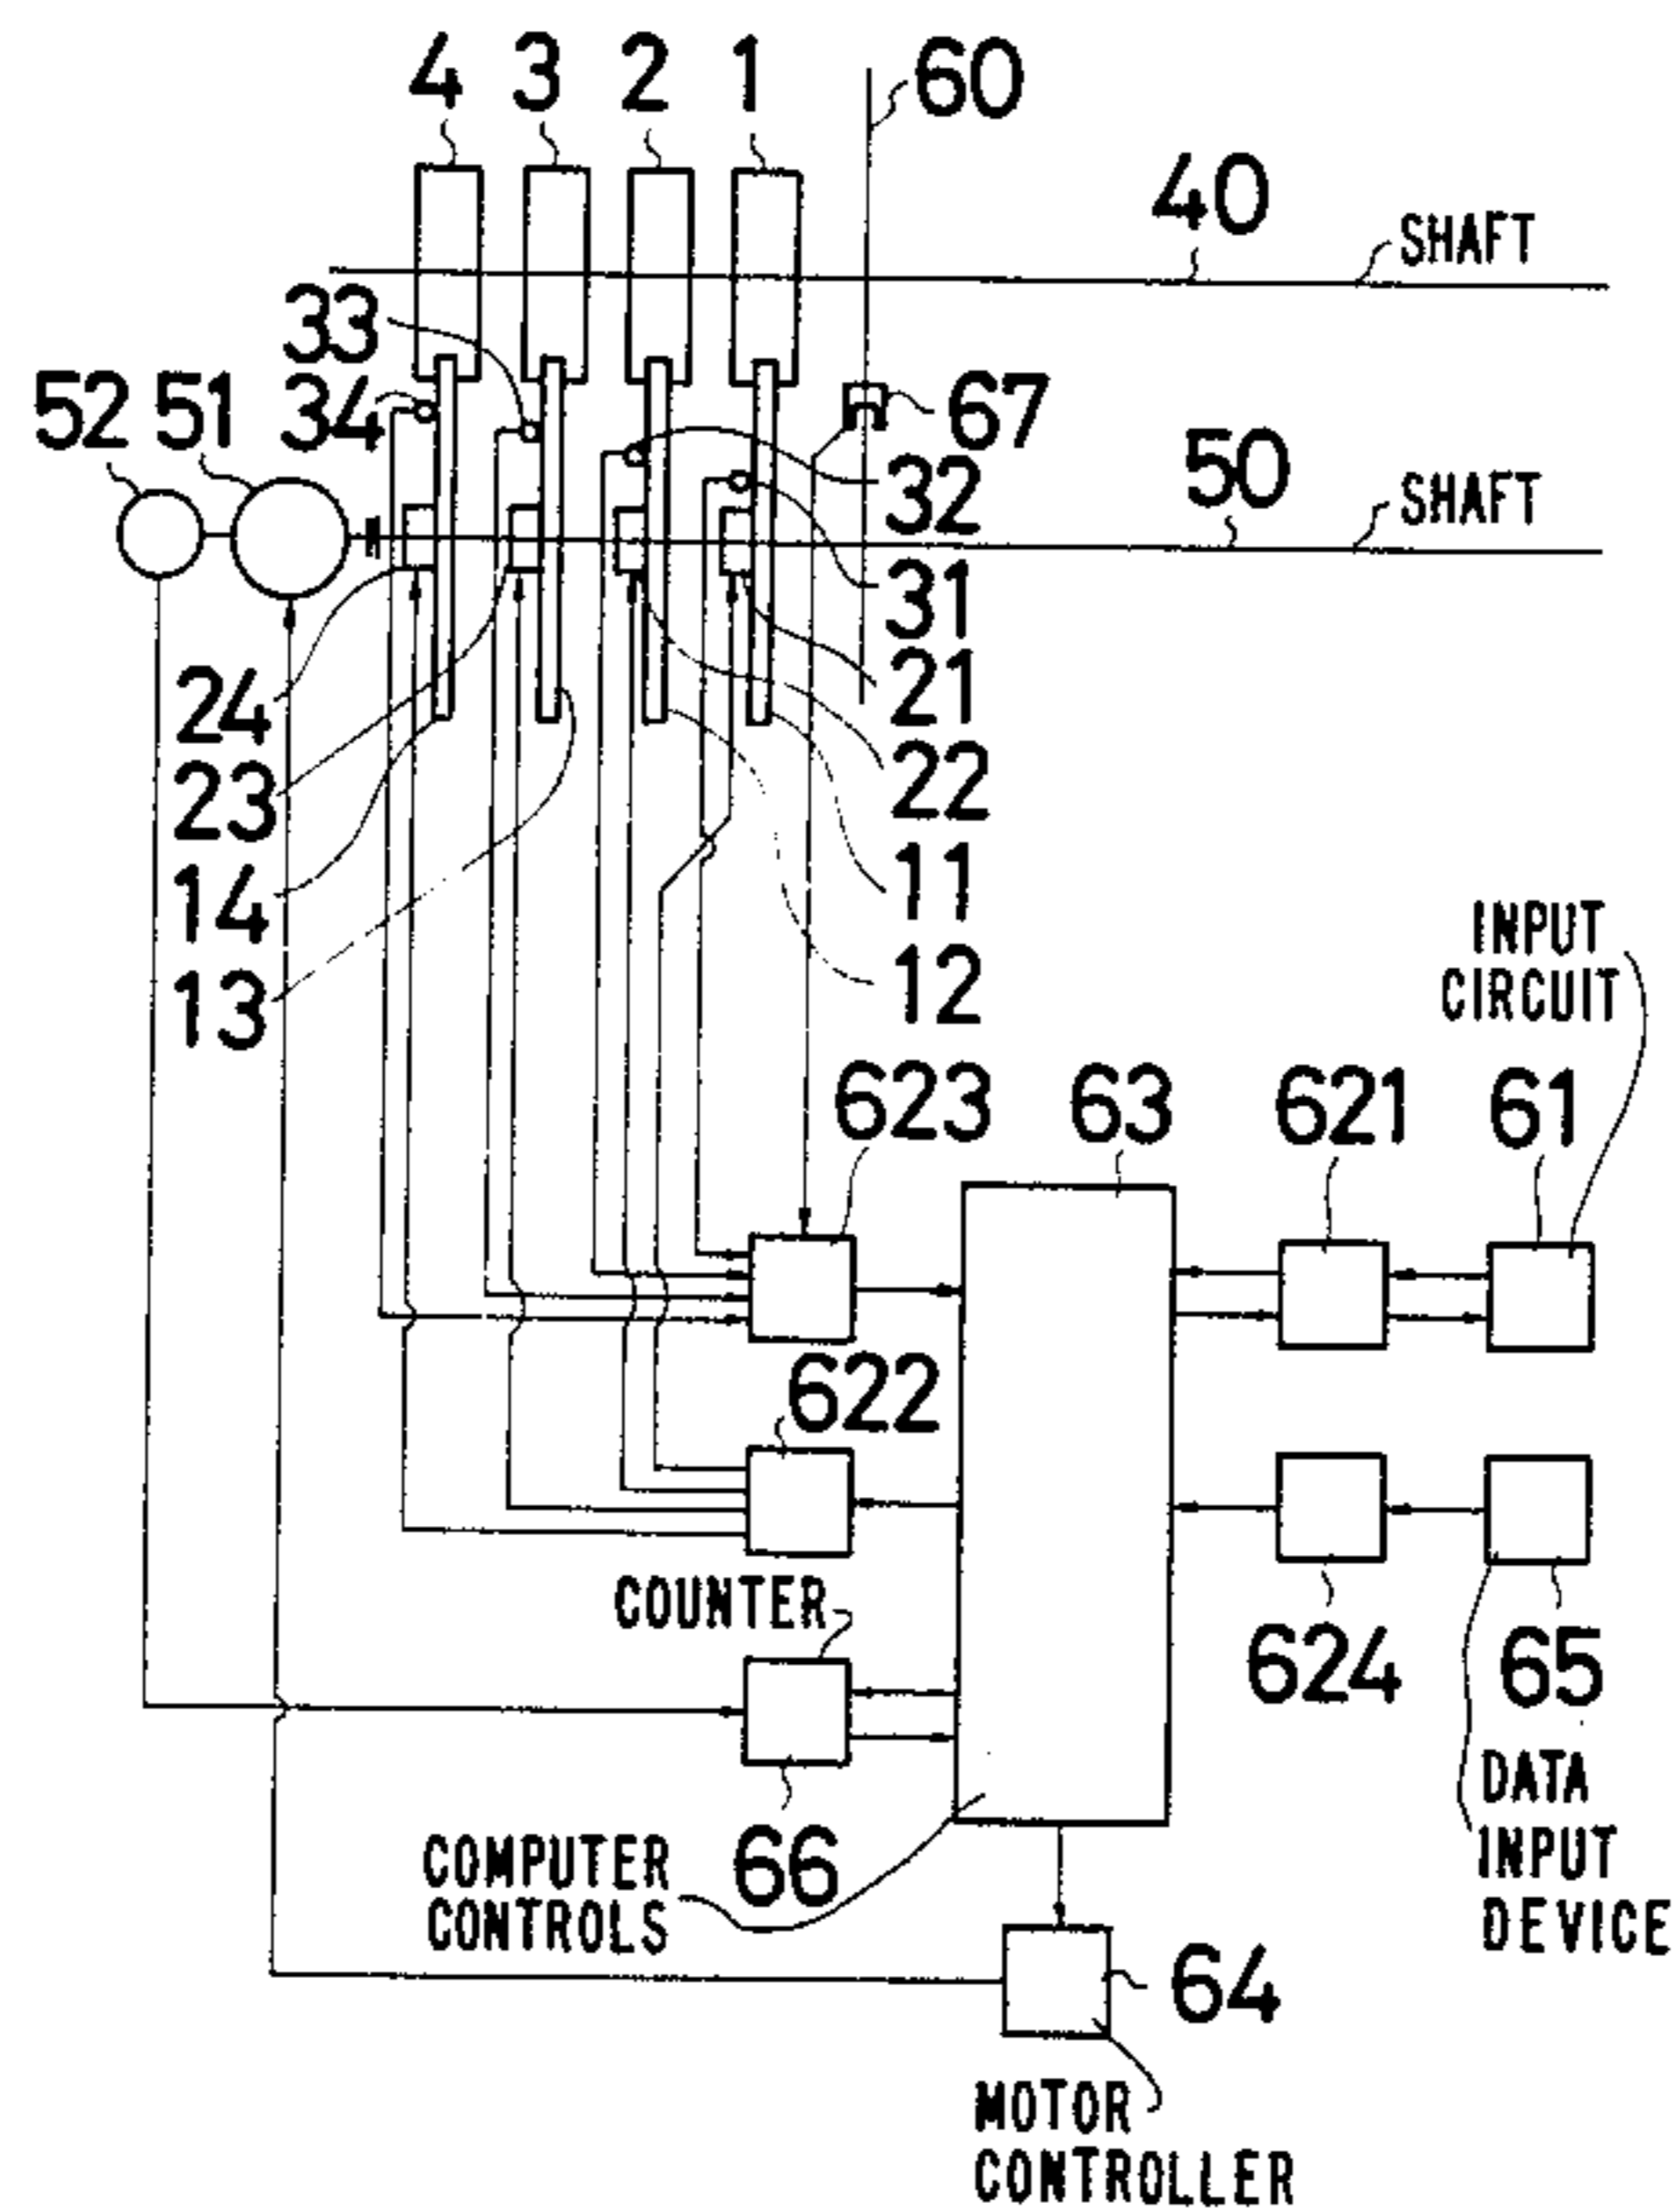 4 3 2 1 60
40 SHAFT
33
52 51 34 67
32 50 SHAFT
31
24 21
23 22
14 11
13 12
INPUT
CIRCUIT
623 63 621 61
622
COUNTER
624 65
66
DATA
INPUT
DEVICE
COMPUTER
CONTROLS
64
MOTOR
CONTROLLER